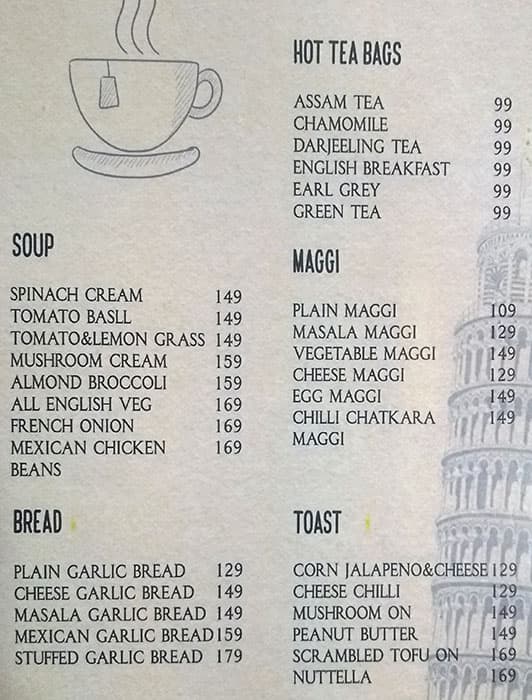 HOT TEA BAGS
ASSAM TEA 99
CHAMOMILE 99
DARJEELING TEA 99
ENGLISH BREAKFAST 99
EARL GREY 99
GREEN TEA 99
SOUP
SPINACH CREAM 149
TOMATO BASLL 149
TOMATO&LEMON GRASS 149
MUSHROOM CREAM 159
ALMOND BROCCOLI 159
ALL ENGLISH VEG 169
FRENCH ONION 169
MEXICAN CHICKEN 169
BEANS
MAGGI
PLAIN MAGGI 109
MASALA MAGGI 129
VEGETABLE MAGGI 149
CHEESE MAGGI 129
EGG MAGGI 149
CHILLI CHATKARA 149
MAGGI
BREAD
PLAIN GARLIC BREAD 129
CHEESE GARLIC BREAD 149
MASALA GARLIC BREAD 149
MEXICAN GARLIC BREAD 159
STUFFED GARLIC BREAD 179
TOAST
CORN JALAPENO&CHEESE 129
CHEESE CHILLI 129
MUSHROOM ON 149
PEANUT BUTTER 149
SCRAMBLED TOFU ON 169
NUTTELLA 169